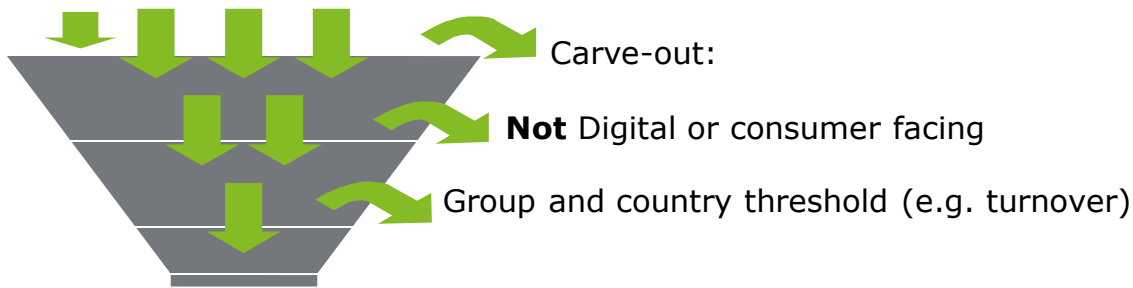 Carve-out:
Not Digital or consumer facing
Group and country threshold (e.g. turnover)